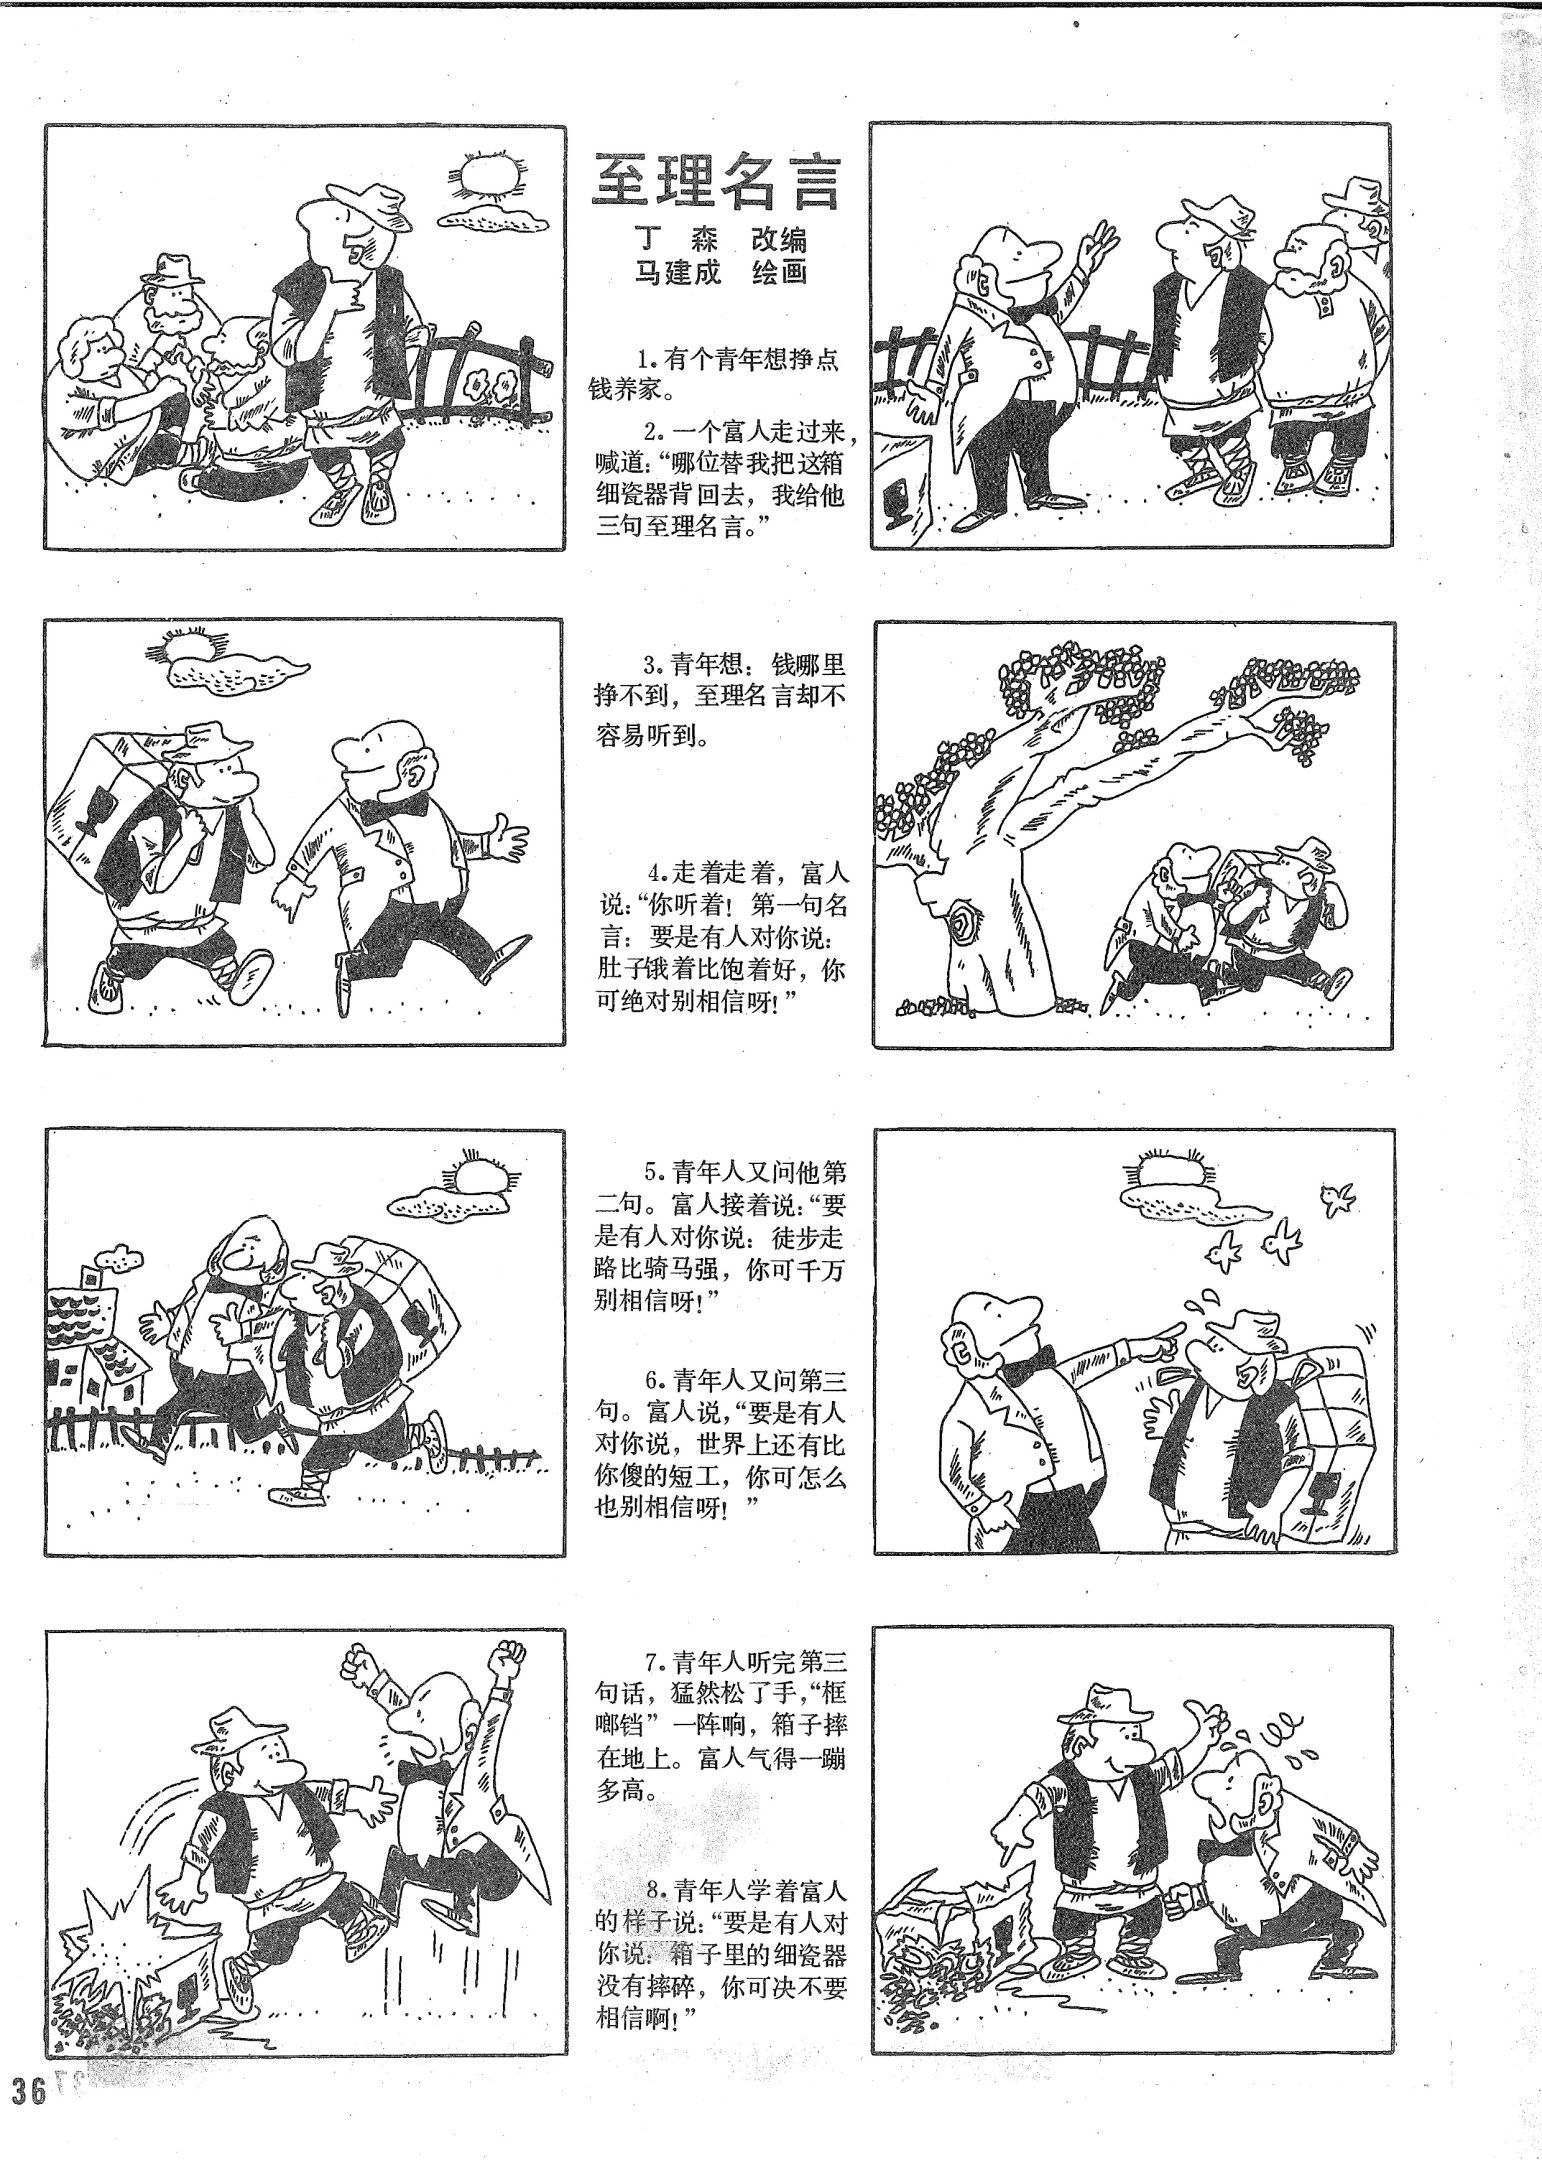 至理名言
丁 森 改编
马建成 绘画
1.有个青年想挣点
钱养家。
2.一个富人走过来，
喊道：“哪位替我把这箱
细瓷器背回去，我给他
三句至理名言。”
3.青年想：钱哪里
挣不到，至理名言却不
容易听到。
4.走着走着，富人
说：“你听着！第一句名
言：要是有人对你说：
肚子饿着比饱着好，你
可绝对别相信呀！”
5.青年人又问他第
二句。富人接着说：“要
是有人对你说：徒步走
路比骑马强，你可千万
别相信呀！”
6.青年人又问第三
句。富人说，“要是有人
对你说，世界上还有比
你傻的短工，你可怎么
也别相信呀！”
7.青年人听完第三
句话，猛然松了手，“框
啷铛”一阵响，箱子摔
在地上。富人气得一蹦
多高。
8.青年人学着富人
的样子说：“要是有人对
你说：箱子里的细瓷器
没有摔碎，你可决不要
相信啊！”
36